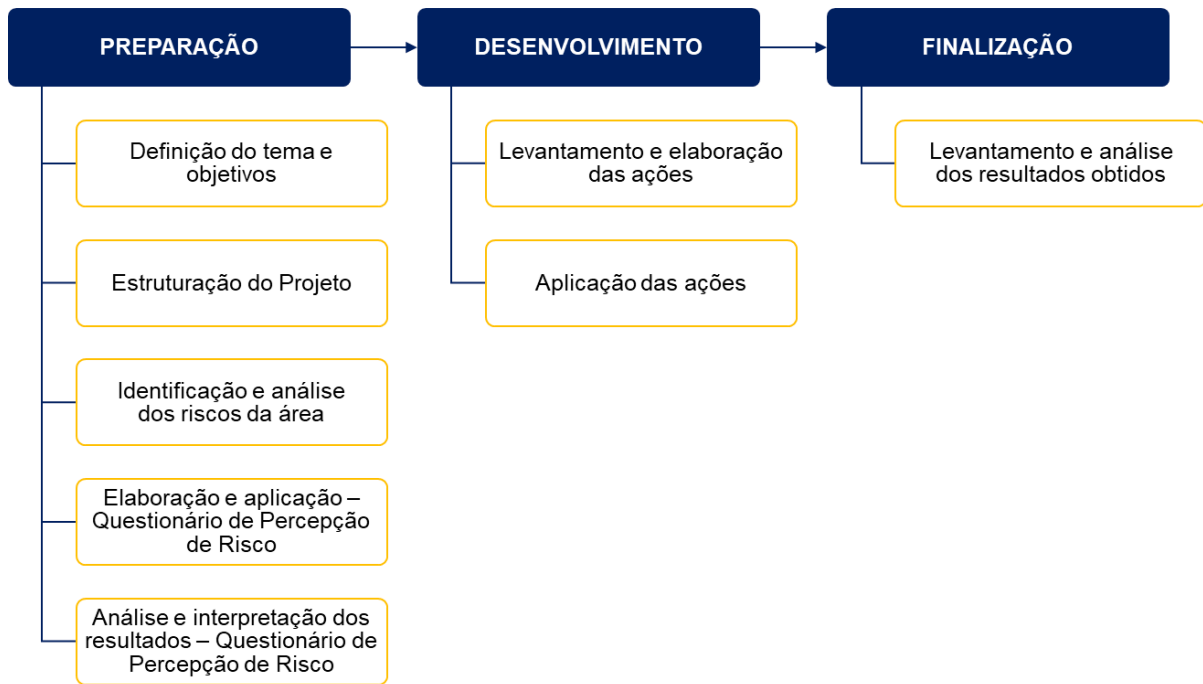 PREPARAÇÃO
Definição do tema e
objetivos
Estruturação do Projeto
Identificação e análise
dos riscos da área
Elaboração e aplicação –
Questionário de Percepção
de Risco
Análise e interpretação dos
resultados – Questionário de
Percepção de Risco
DESENVOLVIMENTO
Levantamento e elaboração
das ações
Aplicação das ações
FINALIZAÇÃO
Levantamento e análise
dos resultados obtidos